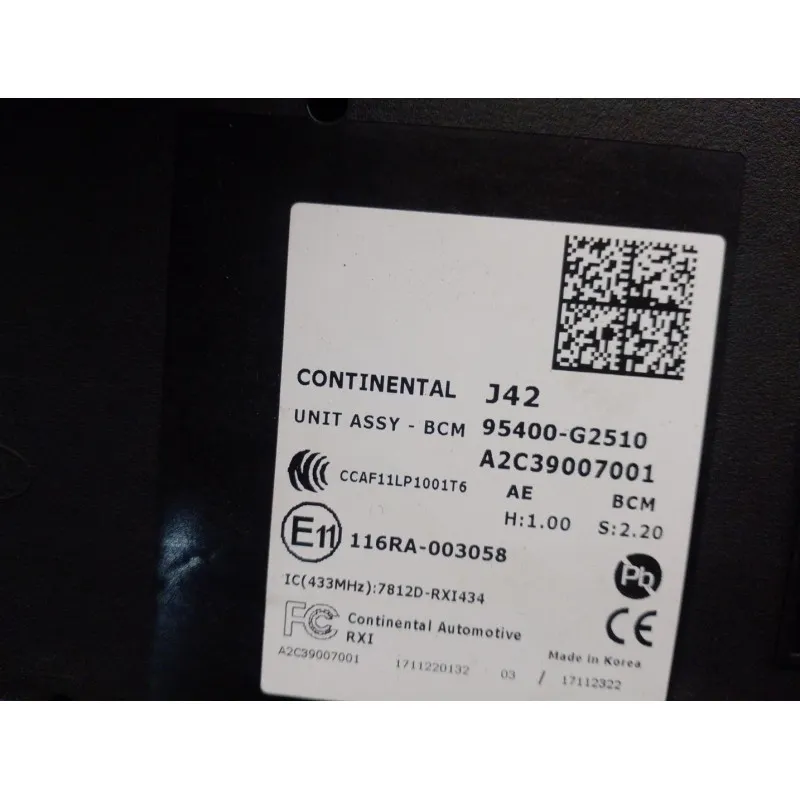 CONTINENTAL J42
UNIT ASSY - BCM 95400-G2510
A2C39007001
CCAF11LP1001T6
AE BCM
H:1.00 S:2.20
E11 116RA-003058
Pb
IC(433MHz):7812D-RXI434
FC Continental Automotive
RXI
CE
Made in Korea
A2C39007001 1711220132 03 / 17112322